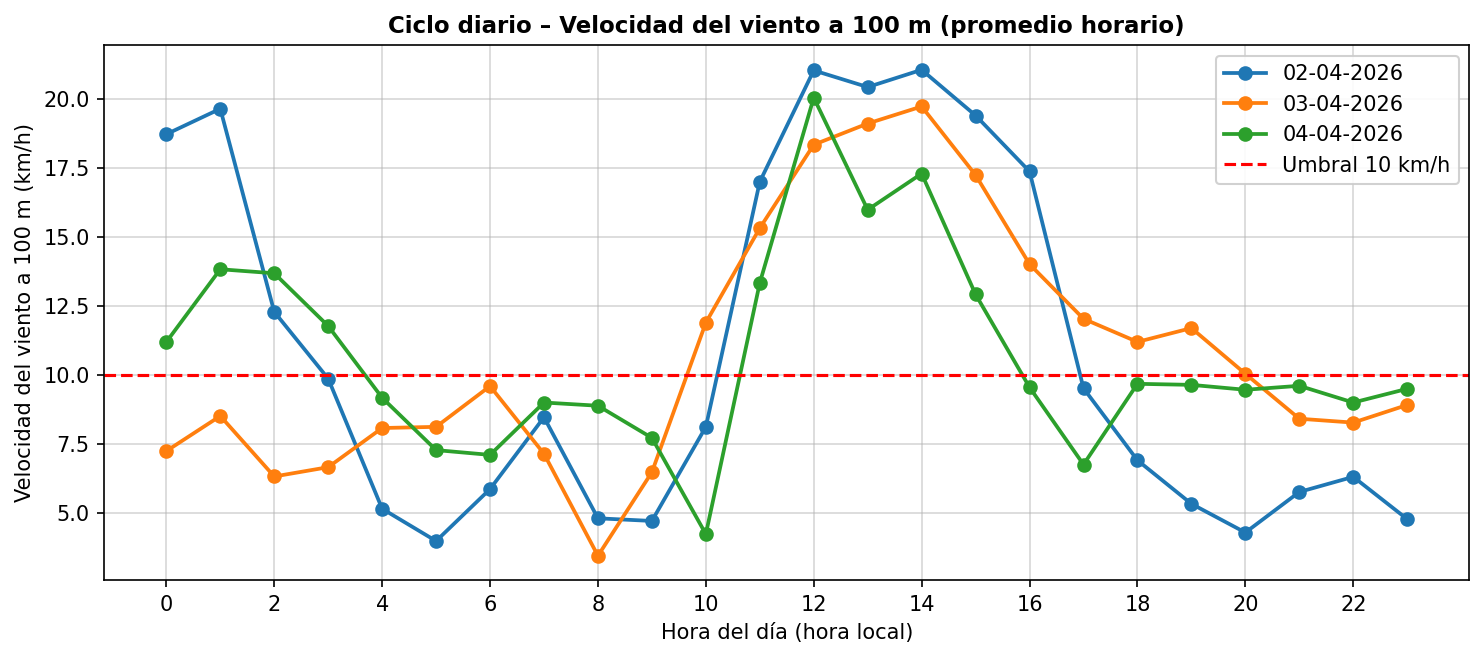 Ciclo diario – Velocidad del viento a 100 m (promedio horario)
Velocidad del viento a 100 m (km/h)
20.0
17.5
15.0
12.5
10.0
7.5
5.0
02-04-2026
03-04-2026
04-04-2026
Umbral 10 km/h
0 2 4 6 8 10 12 14 16 18 20 22
Hora del día (hora local)